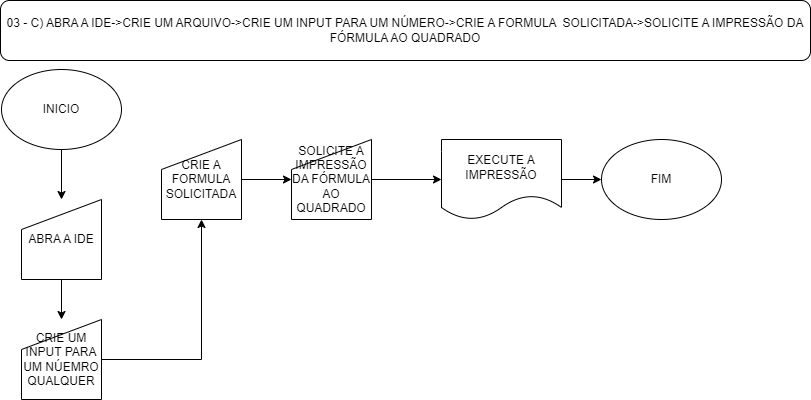 03 - C) ABRA A IDE->CRIE UM ARQUIVO->CRIE UM INPUT PARA UM NÚMERO->CRIE A FORMULA SOLICITADA->SOLICITE A IMPRESSÃO DA
FÓRMULA AO QUADRADO
INICIO
ABRA A IDE
CRIE UM
INPUT PARA
UM NÚEMRO
QUALQUER
CRIE A
FORMULA
SOLICITADA
SOLICITE A
IMPRESSÃO
DA FÓRMULA
AO
QUADRADO
EXECUTE A
IMPRESSÃO
FIM